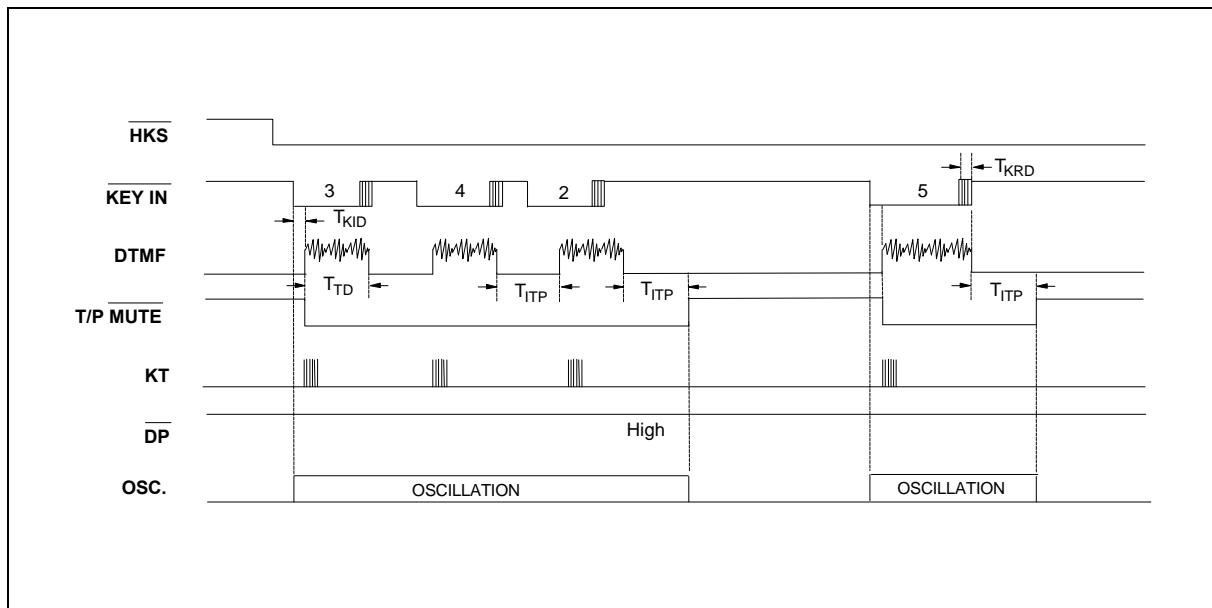 HKS
T_KRD
KEY IN 3 4 2 5
T_KID
DTMF
T_TD T_ITP T_ITP T_ITP
T/P MUTE
KT
DP High
OSC. OSCILLATION OSCILLATION